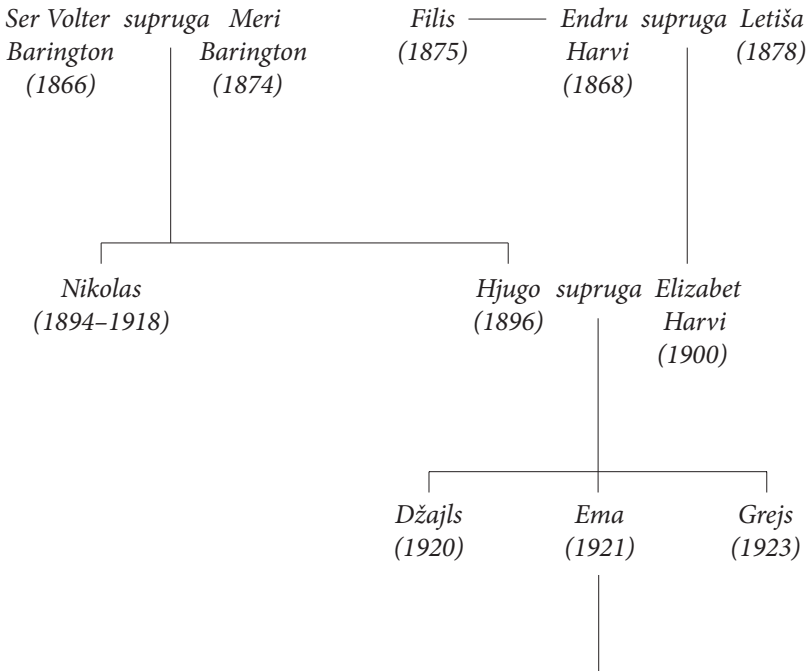 Ser Volter supruga Meri
Barington Barington
(1866) (1874)
Filis Endru supruga Letiša
(1875) Harvi (1878)
(1868)
Nikolas
(1894–1918)
Hjugo supruga Elizabet
(1896) Harvi
(1900)
Džajls
(1920)
Ema
(1921)
Grejs
(1923)